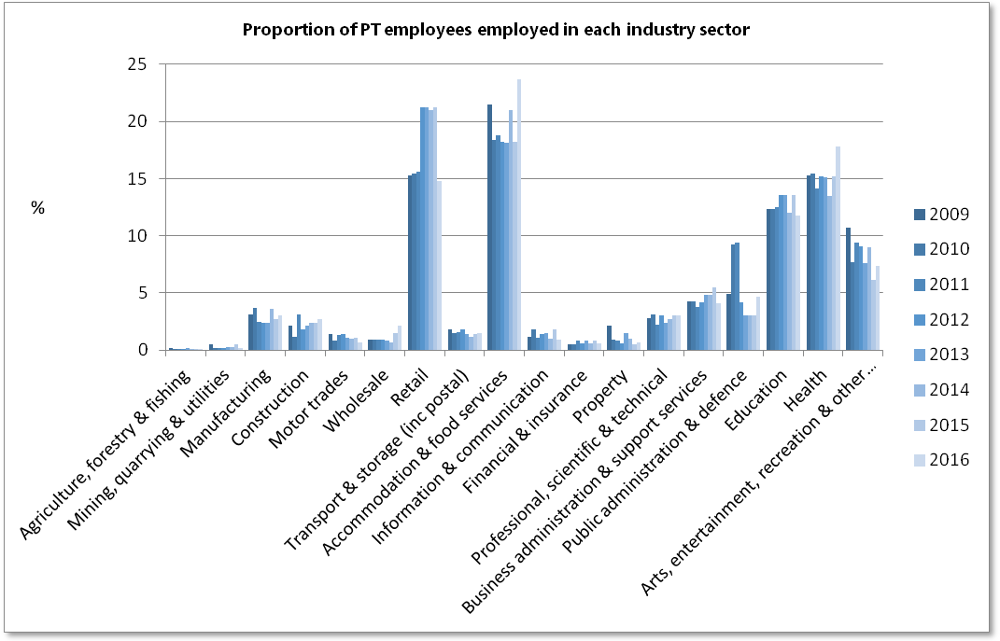 Proportion of PT employees employed in each industry sector
25
20
15
10
5
0
%
Agriculture, forestry & fishing
Mining, quarrying & utilities
Manufacturing
Construction
Motor trades
Wholesale
Retail
Transport & storage (inc postal)
Accommodation & food services
Information & communication
Financial & insurance
Property
Professional, scientific & technical
Business administration & support services
Public administration & defence
Education
Health
Arts, entertainment, recreation & other...
2009
2010
2011
2012
2013
2014
2015
2016